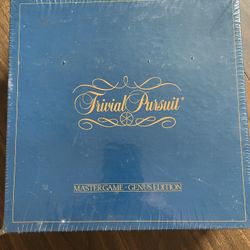 Trivial Pursuit®
MASTER GAME - GENUS EDITION